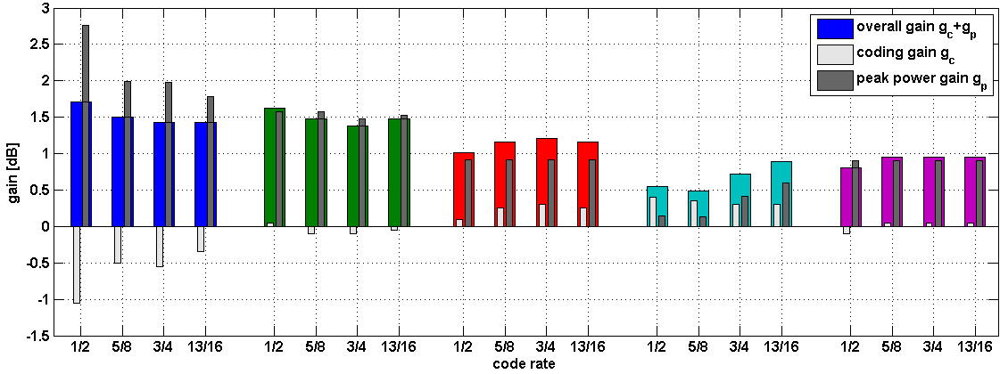 3
2.5
2
1.5
1
0.5
0
-0.5
-1
-1.5
gain [dB]
overall gain g_c+g_p
coding gain g_c
peak power gain g_p
1/2 5/8 3/4 13/16 1/2 5/8 3/4 13/16 1/2 5/8 3/4 13/16 1/2 5/8 3/4 13/16 1/2 5/8 3/4 13/16
code rate